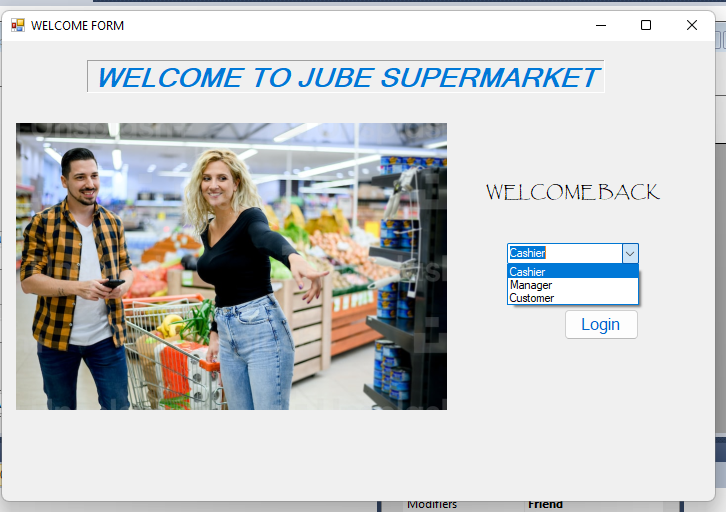 WELCOME FORM
WELCOME TO JUBE SUPERMARKET
WELCOME BACK
Cashier
Cashier
Manager
Customer
Login
Modifiers Friend